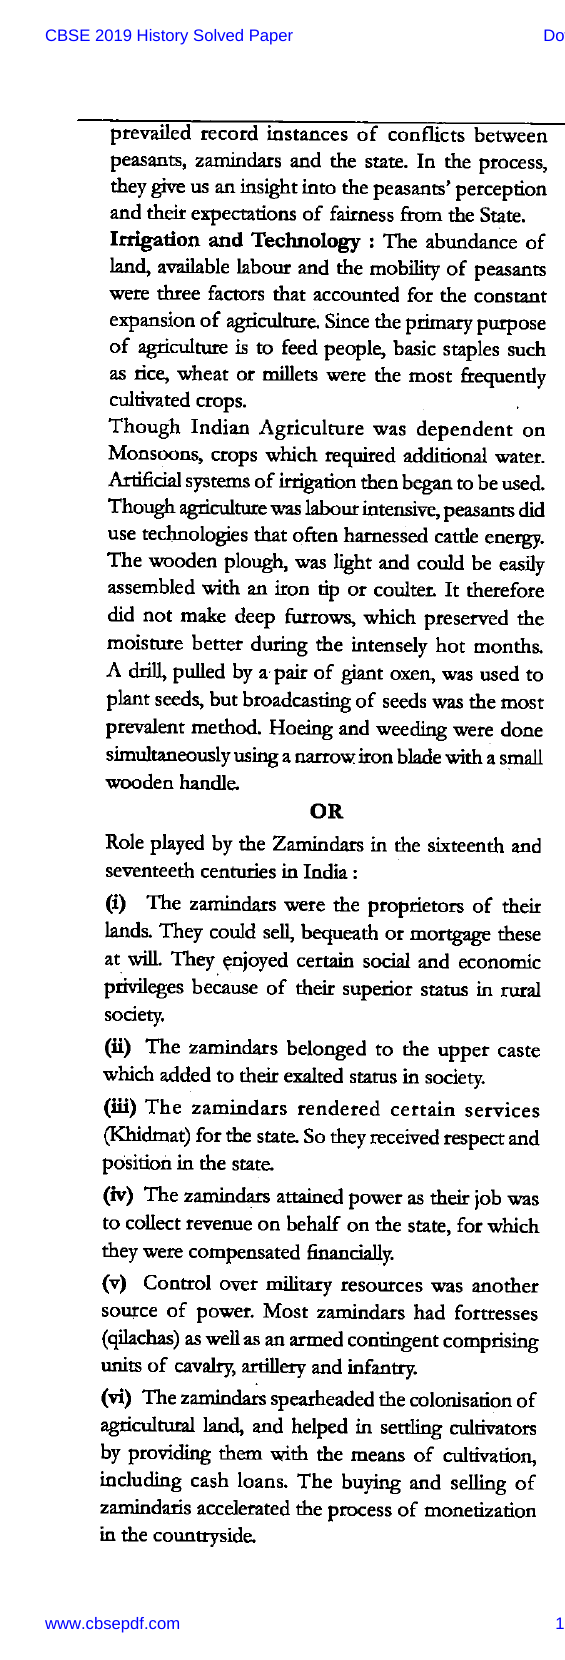 CBSE 2019 History Solved Paper
prevailed record instances of conflicts between
peasants, zamindars and the state. In the process,
they give us an insight into the peasants' perception
and their expectations of fairness from the State.
Irrigation and Technology : The abundance of
land, available labour and the mobility of peasants
were three factors that accounted for the constant
expansion of agriculture. Since the primary purpose
of agriculture is to feed people, basic staples such
as rice, wheat or millets were the most frequently
cultivated crops.
Though Indian Agriculture was dependent on
Monsoons, crops which required additional water.
Artificial systems of irrigation then began to be used.
Though agriculture was labour intensive, peasants did
use technologies that often harnessed cattle energy.
The wooden plough, was light and could be easily
assembled with an iron tip or coulter. It therefore
did not make deep furrows, which preserved the
moisture better during the intensely hot months.
A drill, pulled by a pair of giant oxen, was used to
plant seeds, but broadcasting of seeds was the most
prevalent method. Hoeing and weeding were done
simultaneously using a narrow iron blade with a small
wooden handle.
OR
Role played by the Zamindars in the sixteenth and
seventeeth centuries in India :
(i) The zamindars were the proprietors of their
lands. They could sell, bequeath or mortgage these
at will. They enjoyed certain social and economic
privileges because of their superior status in rural
society.
(ii) The zamindars belonged to the upper caste
which added to their exalted status in society.
(iii) The zamindars rendered certain services
(Khidmat) for the state. So they received respect and
position in the state.
(iv) The zamindars attained power as their job was
to collect revenue on behalf on the state, for which
they were compensated financially.
(v) Control over military resources was another
source of power. Most zamindars had fortresses
(qilachas) as well as an armed contingent comprising
units of cavalry, artillery and infantry.
(vi) The zamindars spearheaded the colonisation of
agricultural land, and helped in settling cultivators
by providing them with the means of cultivation,
including cash loans. The buying and selling of
zamindaris accelerated the process of monetization
in the countryside.
www.cbsepdf.com